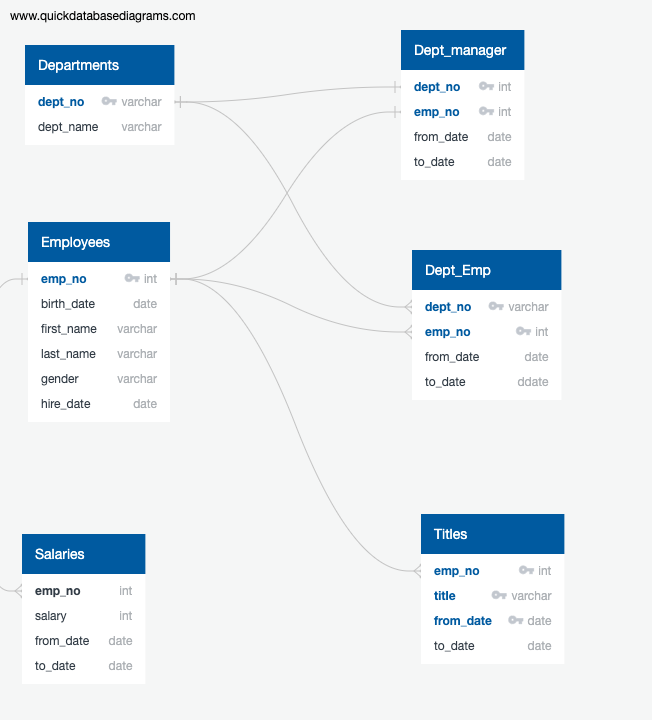 www.quickdatabasediagrams.com
Departments
dept_no varchar
dept_name varchar
Dept_manager
dept_no int
emp_no int
from_date date
to_date date
Employees
emp_no int
birth_date date
first_name varchar
last_name varchar
gender varchar
hire_date date
Dept_Emp
dept_no varchar
emp_no int
from_date date
to_date ddate
Salaries
emp_no int
salary int
from_date date
to_date date
Titles
emp_no int
title varchar
from_date date
to_date date